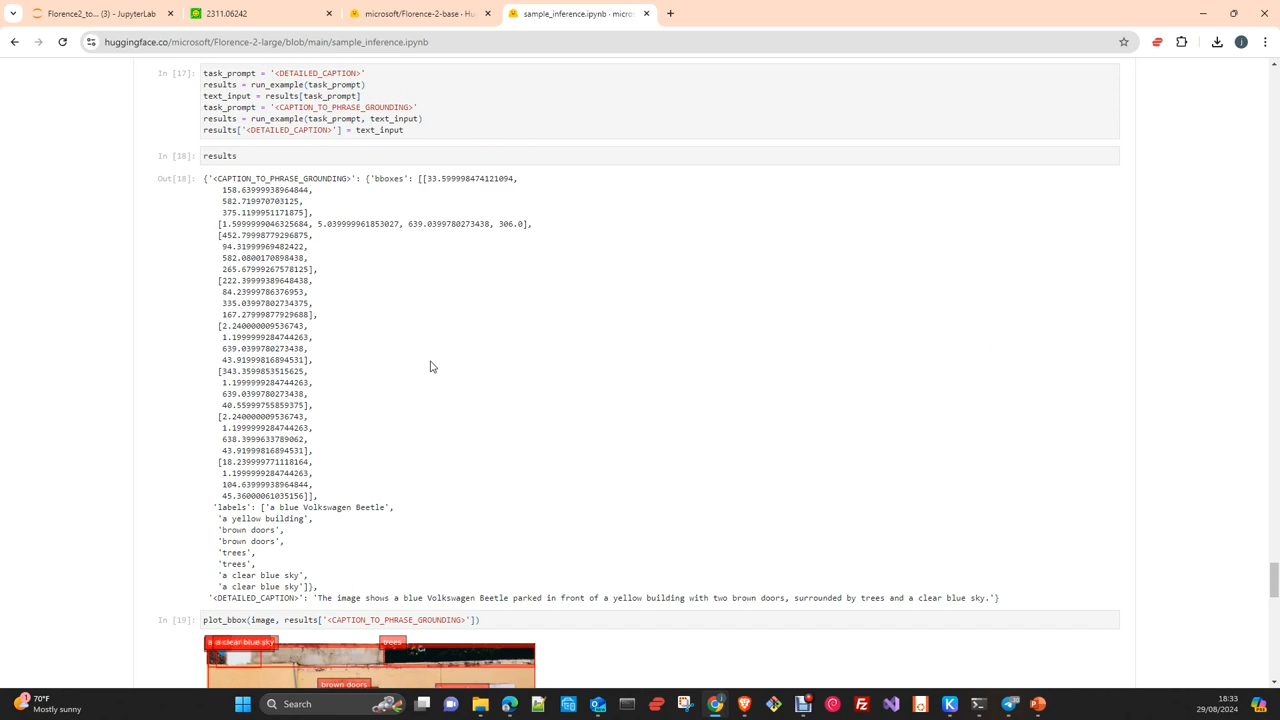 Florence2_to... (3) - JupyterLab
2311.06242
microsoft/Florence-2-base · Hu
sample_inference.ipynb · micros
huggingface.co/microsoft/Florence-2-large/blob/main/sample_inference.ipynb
In [17]:
task_prompt = '<DETAILED_CAPTION>'
results = run_example(task_prompt)
text_input = results[task_prompt]
task_prompt = '<CAPTION_TO_PHRASE_GROUNDING>'
results = run_example(task_prompt, text_input)
results['<DETAILED_CAPTION>'] = text_input
In [18]:
results
Out[18]:
{'<CAPTION_TO_PHRASE_GROUNDING>': {'bboxes': [[33.599998474121094,
158.63999938964844,
582.719970703125,
375.1199951171875],
[1.5999999046325684, 5.039999961853027, 639.0399780273438, 306.0],
[452.79998779296875,
94.31999969482422,
582.0800170898438,
265.67999267578125],
[222.39999389648438,
84.23999786376953,
335.03997802734375,
167.27999877929688],
[2.240000009536743,
1.1999999284744263,
639.0399780273438,
43.91999816894531],
[343.3599853515625,
1.1999999284744263,
639.0399780273438,
40.55999755859375],
[2.240000009536743,
1.1999999284744263,
638.3999633789062,
43.91999816894531],
[18.239999771118164,
1.1999999284744263,
104.63999938964844,
45.36000061035156]],
'labels': ['a blue Volkswagen Beetle',
'a yellow building',
'brown doors',
'brown doors',
'trees',
'trees',
'a clear blue sky',
'a clear blue sky']},
'<DETAILED_CAPTION>': 'The image shows a blue Volkswagen Beetle parked in front of a yellow building with two brown doors, surrounded by trees and a clear blue sky.'}
In [19]:
plot_bbox(image, results['<CAPTION_TO_PHRASE_GROUNDING>'])
a clear blue sky
trees
brown doors
70°F
Mostly sunny
Search
18:33
29/08/2024